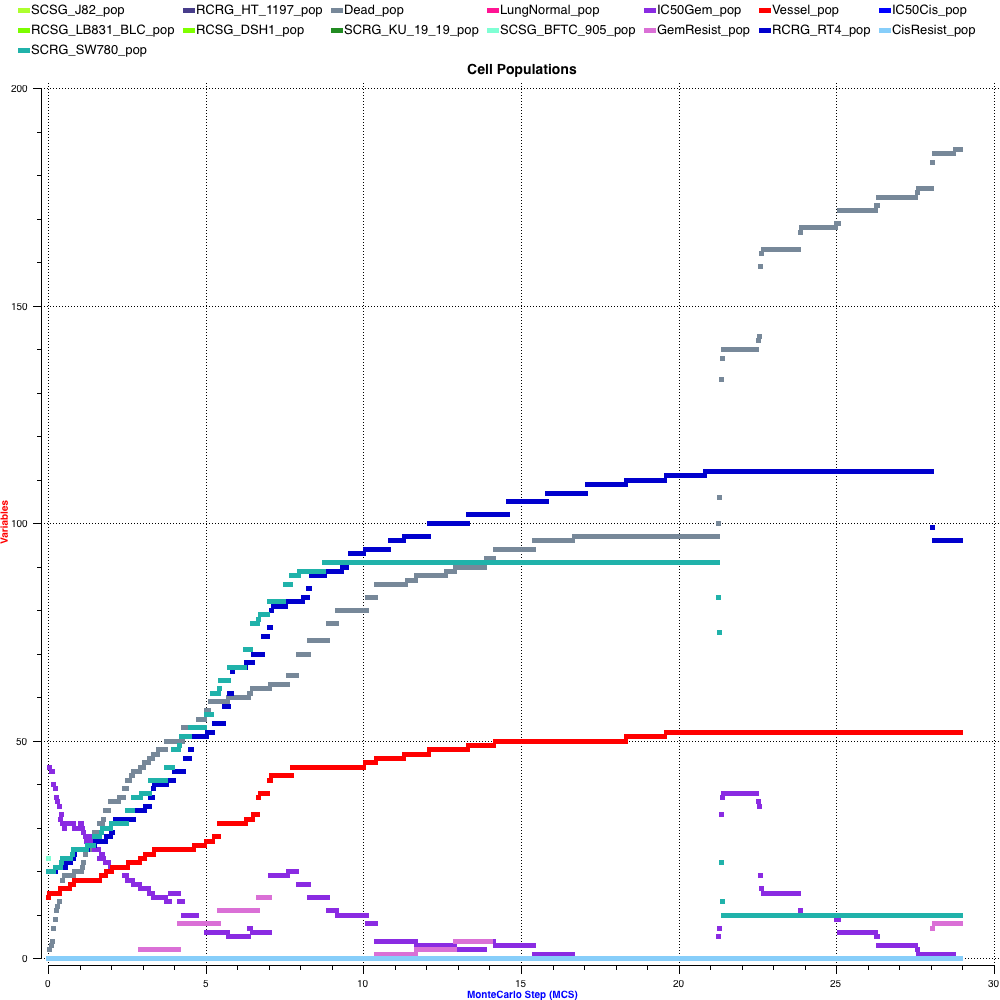 SCSG_J82_pop RCRG_HT_1197_pop Dead_pop LungNormal_pop IC50Gem_pop Vessel_pop IC50Cis_pop
RCSG_LB831_BLC_pop RCSG_DSH1_pop SCRG_KU_19_19_pop SCSG_BFTC_905_pop GemResist_pop RCRG_RT4_pop CisResist_pop
SCRG_SW780_pop
Cell Populations
200
150
100
50
0
Variables
0 5 10 15 20 25 30
MonteCarlo Step (MCS)